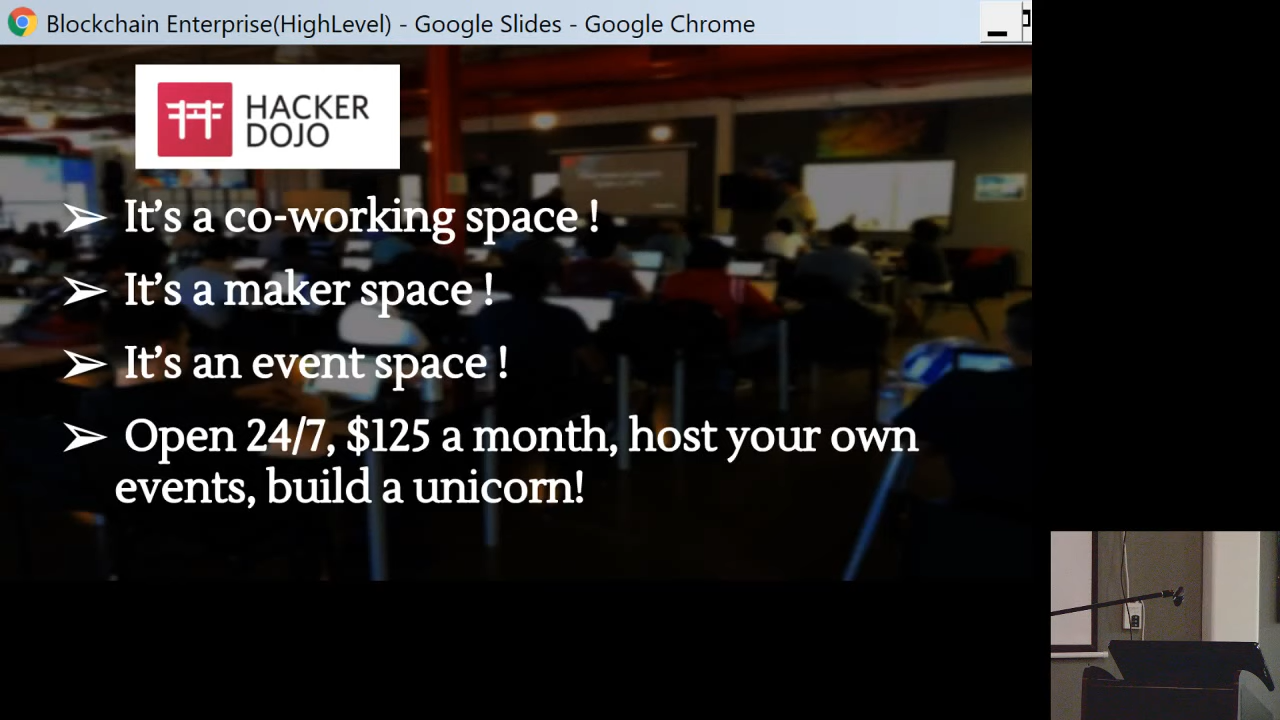 Blockchain Enterprise(HighLevel) - Google Slides - Google Chrome
HACKER
DOJO
➢ It's a co-working space !
➢ It's a maker space !
➢ It's an event space !
➢ Open 24/7, $125 a month, host your own
events, build a unicorn!